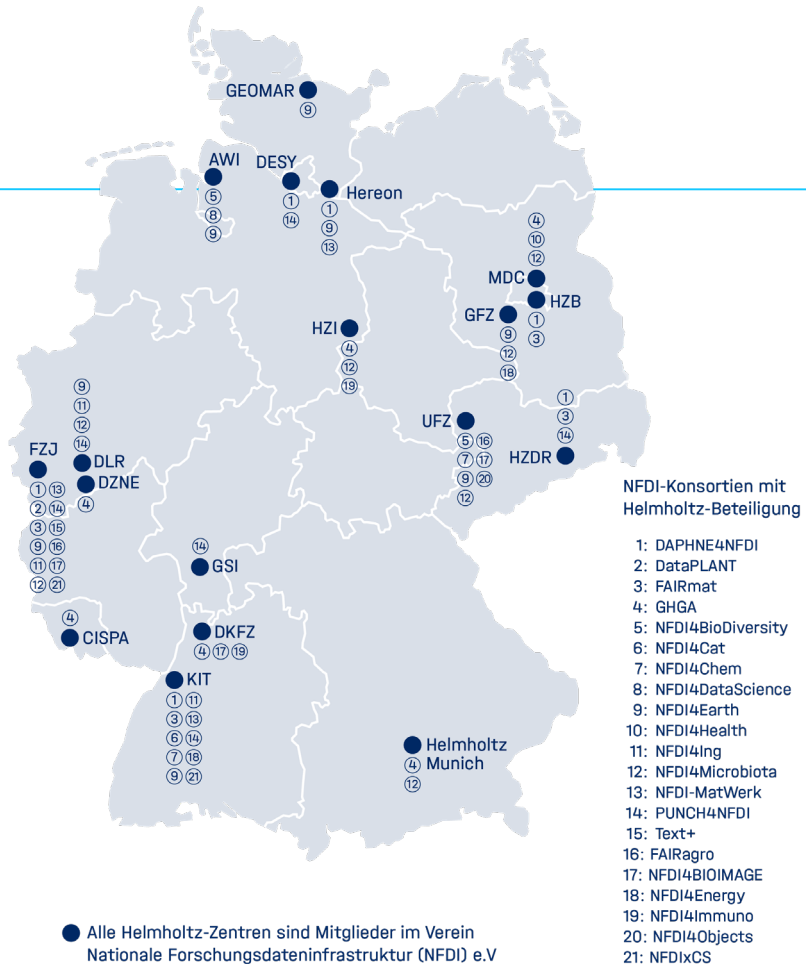 GEOMAR
9
AWI
5
8
9
DESY
1
14
Hereon
1
9
13
4
10
12
MDC
HZB
1
3
GFZ
9
12
18
HZI
4
12
19
9
11
12
14
DLR
FZJ
1 13
2 14
3 15
9 16
11 17
12 21
DZNE
4
UFZ
5 16
7 17
9 20
12
1
3
14
HZDR
14
GSI
4
CISPA
DKFZ
4 17 19
KIT
1 11
3 13
6 14
7 18
9 21
Helmholtz
Munich
4
12
NFDI-Konsortien mit
Helmholtz-Beteiligung
1: DAPHNE4NFDI
2: DataPLANT
3: FAIRmat
4: GHGA
5: NFDI4BioDiversity
6: NFDI4Cat
7: NFDI4Chem
8: NFDI4DataScience
9: NFDI4Earth
10: NFDI4Health
11: NFDI4Ing
12: NFDI4Microbiota
13: NFDI-MatWerk
14: PUNCH4NFDI
15: Text+
16: FAIRagro
17: NFDI4BIOIMAGE
18: NFDI4Energy
19: NFDI4Immuno
20: NFDI4Objects
21: NFDIxCS
Alle Helmholtz-Zentren sind Mitglieder im Verein
Nationale Forschungsdateninfrastruktur (NFDI) e.V